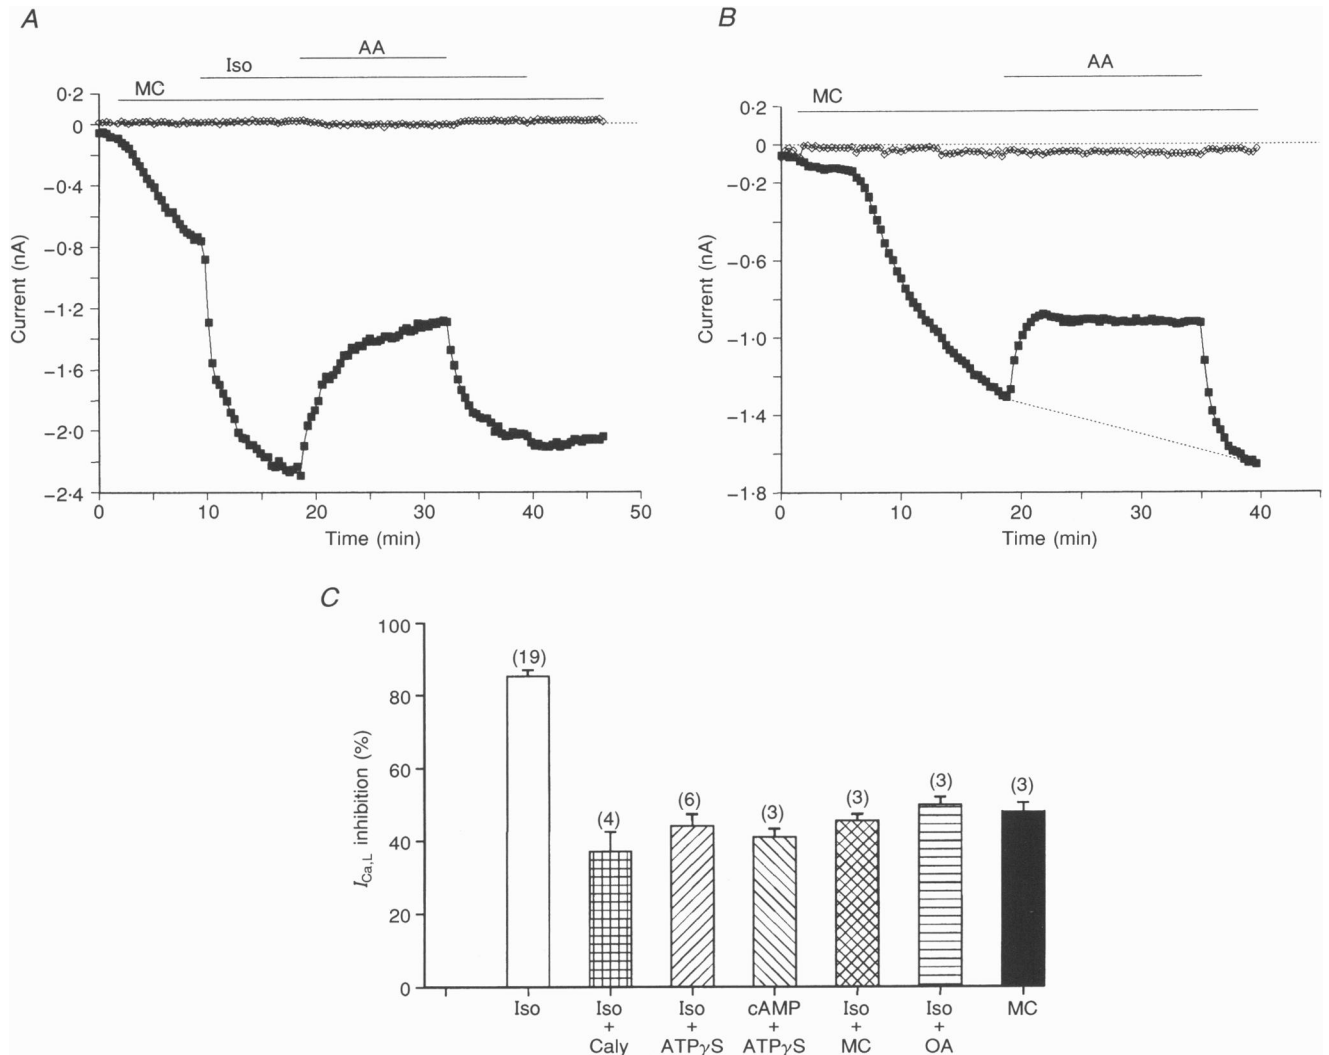 A
B
AA
Iso
MC
AA
MC
0·2
0
−0·4
−0·8
−1·2
−1·6
−2·0
−2·4
Current (nA)
0 10 20 30 40 50
Time (min)
0·2
0
−0·2
−0·6
−1·0
−1·4
−1·8
Current (nA)
0 10 20 30 40
Time (min)
C
100
80
60
40
20
0
I Ca,L inhibition (%)
(19)
(4)
(6)
(3)
(3)
(3)
(3)
Iso Iso Iso cAMP Iso Iso MC
+ + + + +
Caly ATPγS ATPγS MC OA